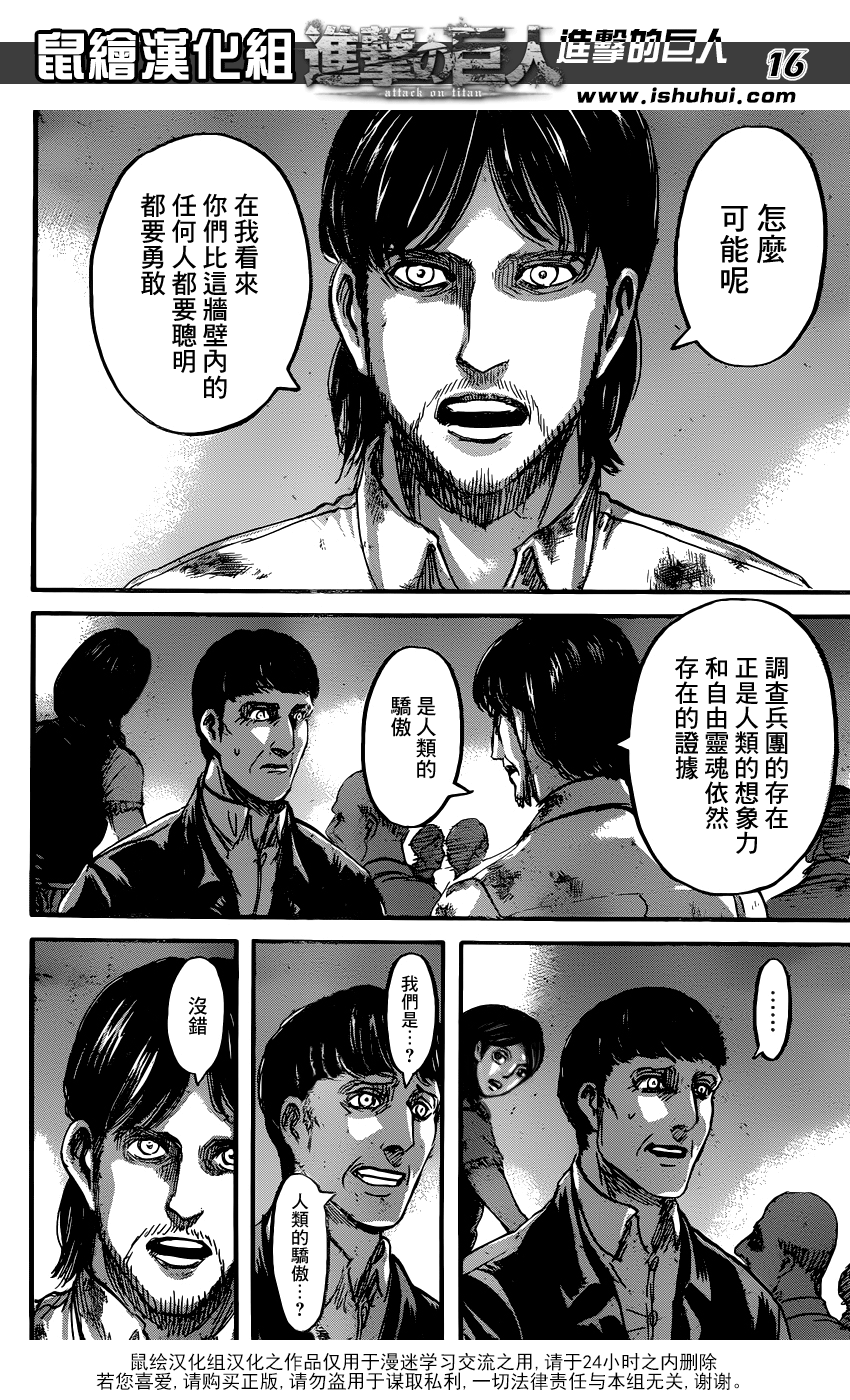 鼠繪漢化組
進撃の巨人
attack on titan
進擊的巨人
16
www.ishuhui.com
怎麼
可能呢
在我看來
你們比這牆壁內的
任何人都要聰明
都要勇敢
調查兵團的存在
正是人類的想象力
和自由靈魂依然
存在的證據
是人類的
驕傲
……
我們是…?
人類的驕傲…?
沒錯
鼠绘汉化组汉化之作品仅用于漫迷学习交流之用, 请于24小时之内删除
若您喜爱, 请购买正版, 请勿盗用于谋取私利, 一切法律责任与本组无关, 谢谢。